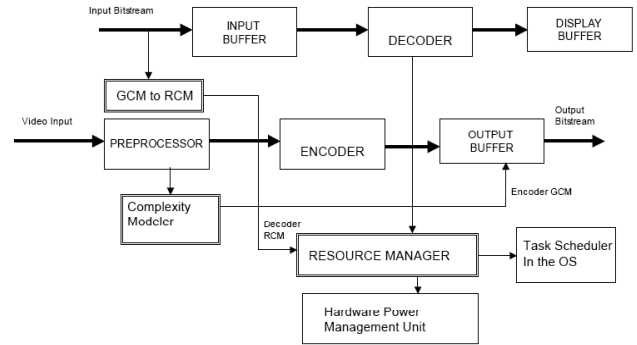 Input Bitstream
INPUT
BUFFER
DECODER
DISPLAY
BUFFER
GCM to RCM
Video Input
PREPROCESSOR
ENCODER
OUTPUT
BUFFER
Output
Bitstream
Complexity
Modeler
Encoder GCM
Decoder
RCM
RESOURCE MANAGER
Task Scheduler
In the OS
Hardware Power
Management Unit